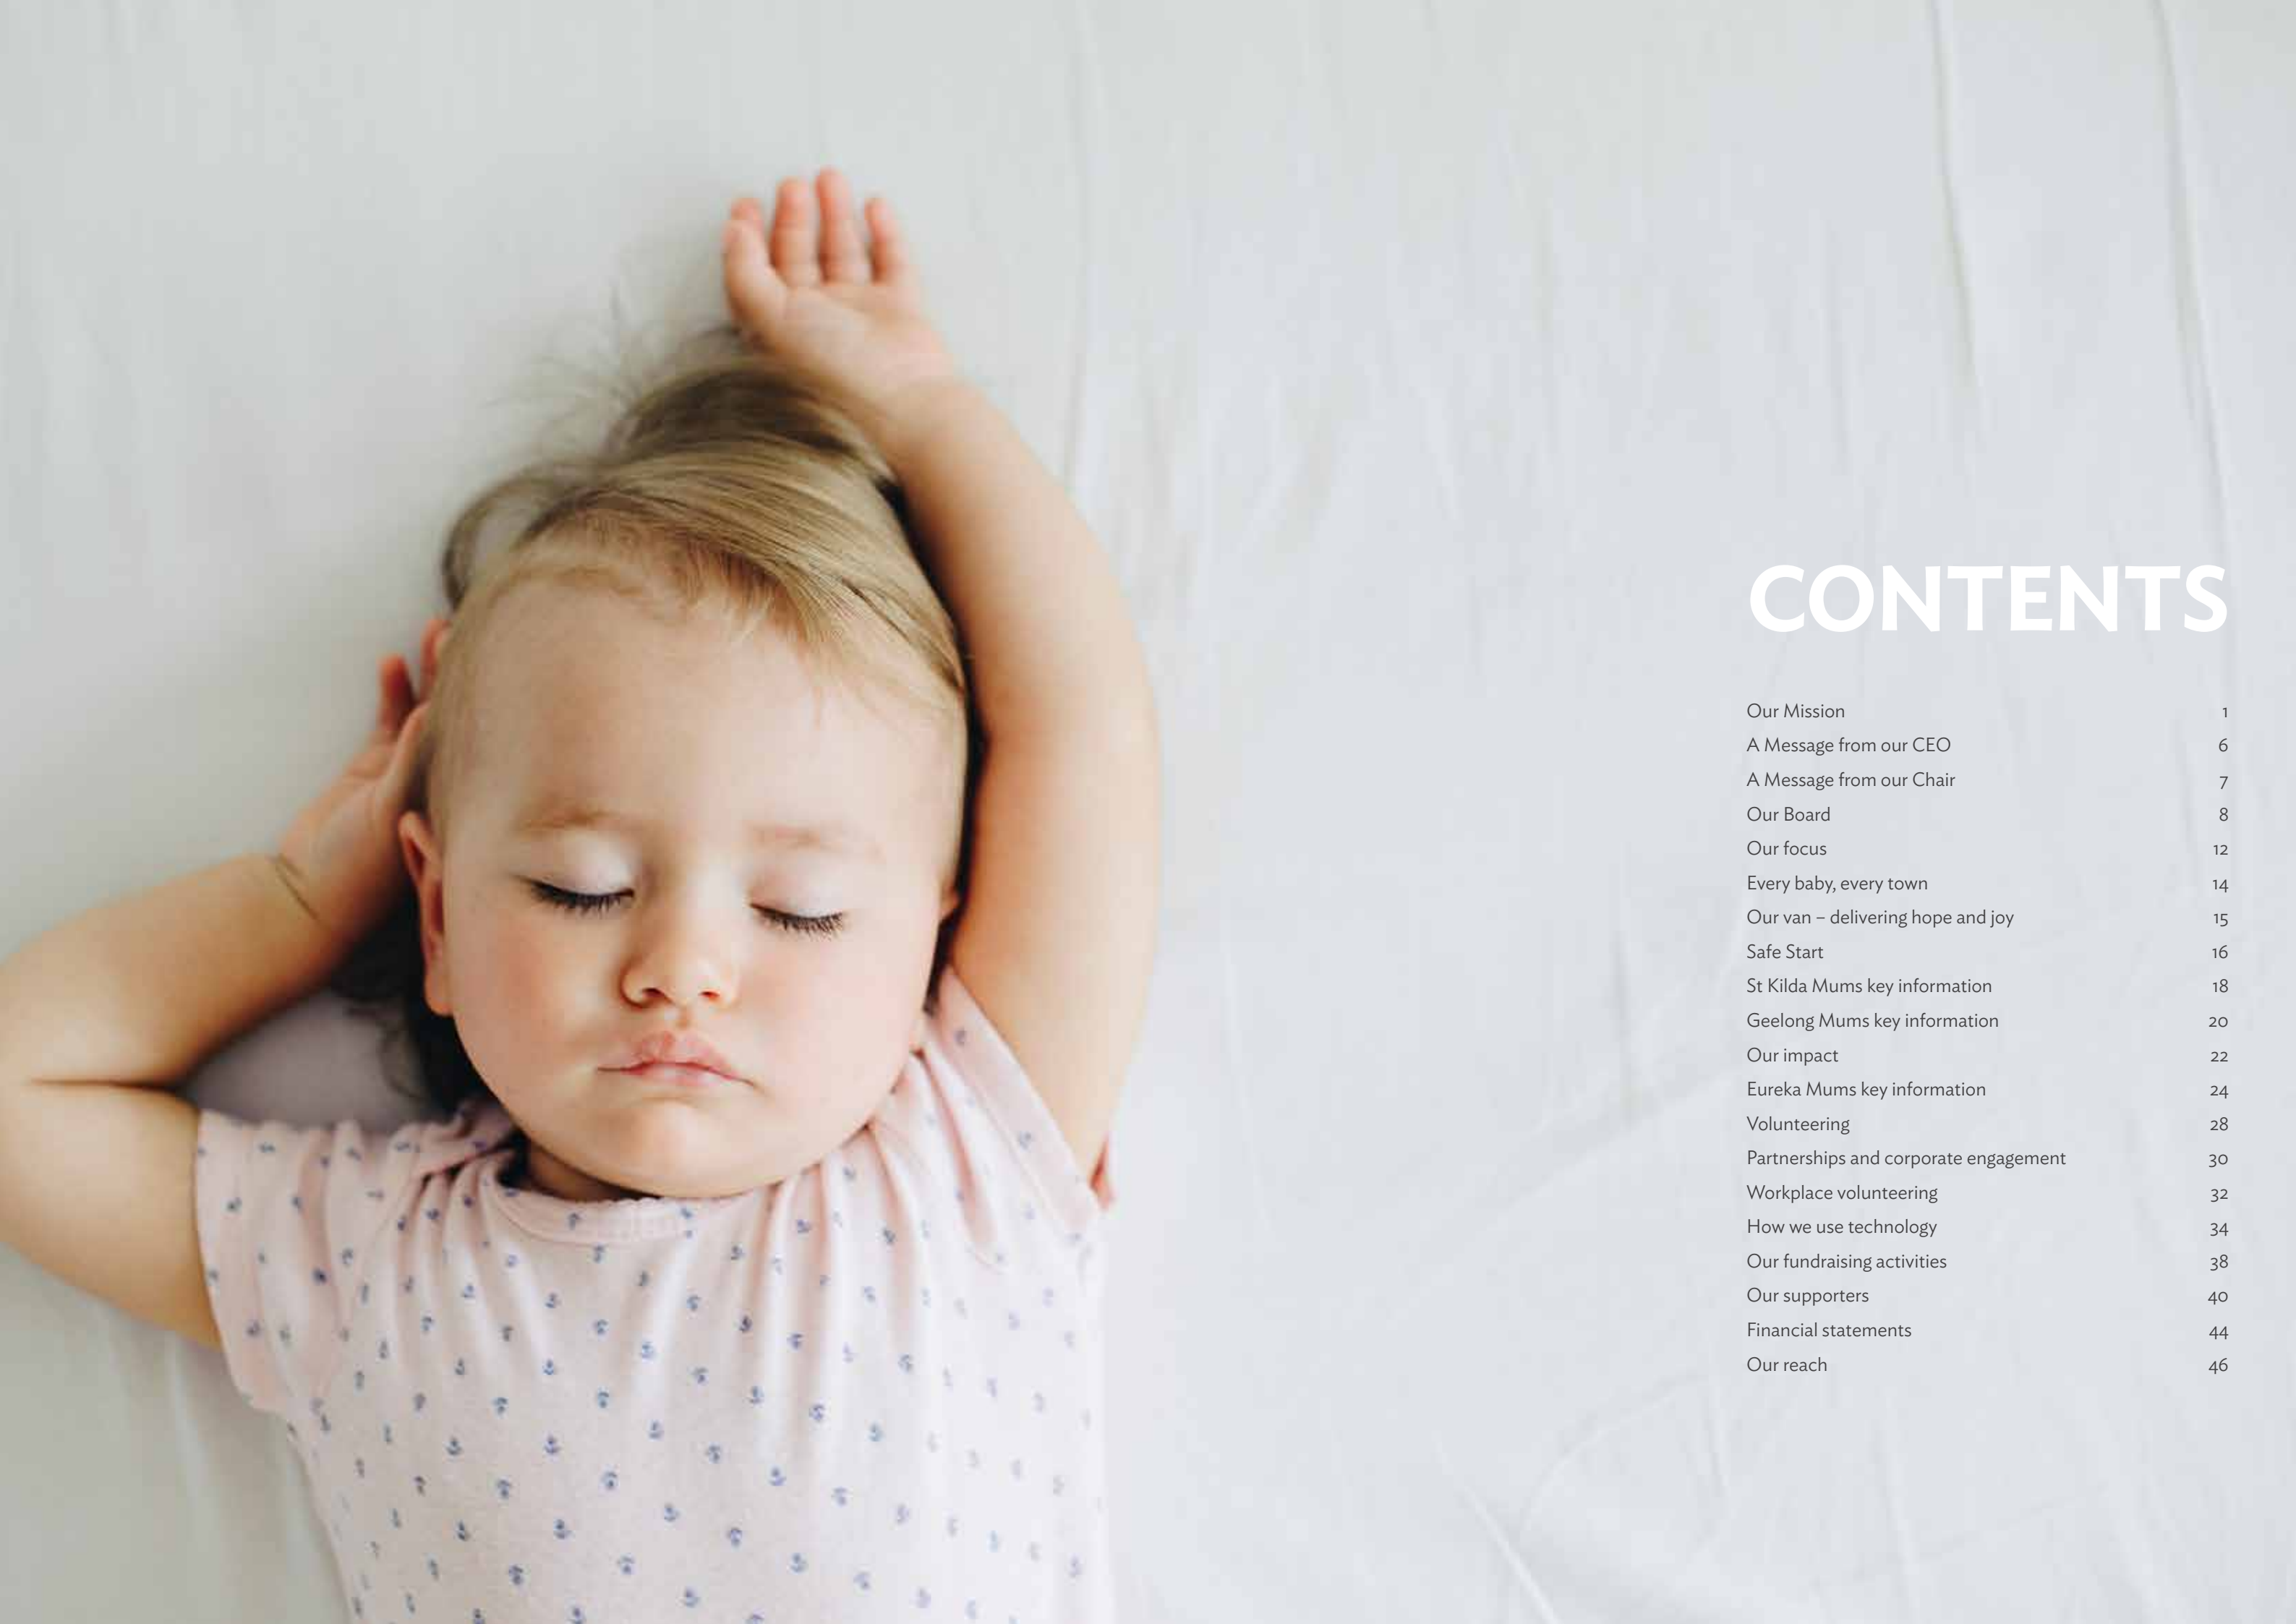 CONTENTS
Our Mission 1
A Message from our CEO 6
A Message from our Chair 7
Our Board 8
Our focus 12
Every baby, every town 14
Our van – delivering hope and joy 15
Safe Start 16
St Kilda Mums key information 18
Geelong Mums key information 20
Our impact 22
Eureka Mums key information 24
Volunteering 28
Partnerships and corporate engagement 30
Workplace volunteering 32
How we use technology 34
Our fundraising activities 38
Our supporters 40
Financial statements 44
Our reach 46